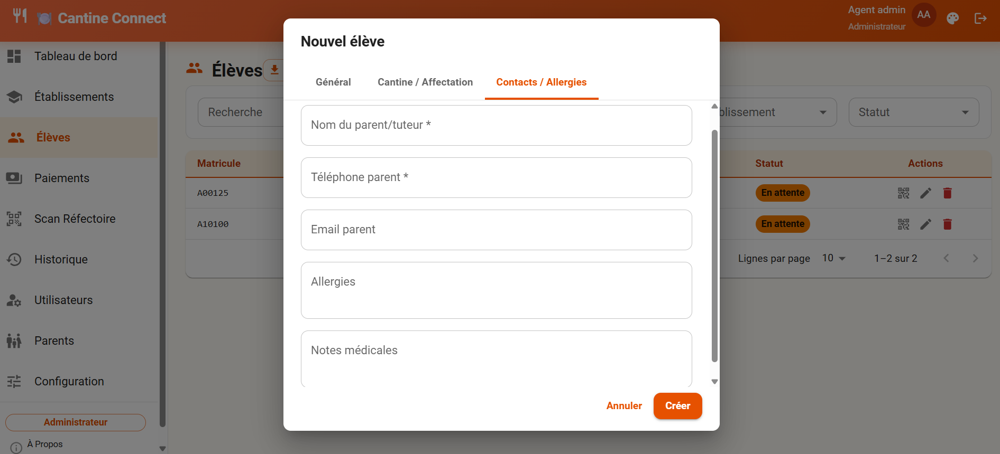 Cantine Connect
Agent admin
Administrateur
AA
Tableau de bord
Établissements
Élèves
Paiements
Scan Réfectoire
Historique
Utilisateurs
Parents
Configuration
Administrateur
À Propos
Élèves
Recherche
blissement
Statut
Matricule
Statut
Actions
A00125
En attente
A10100
En attente
Lignes par page
10
1–2 sur 2
Nouvel élève
Général
Cantine / Affectation
Contacts / Allergies
Nom du parent/tuteur *
Téléphone parent *
Email parent
Allergies
Notes médicales
Annuler
Créer